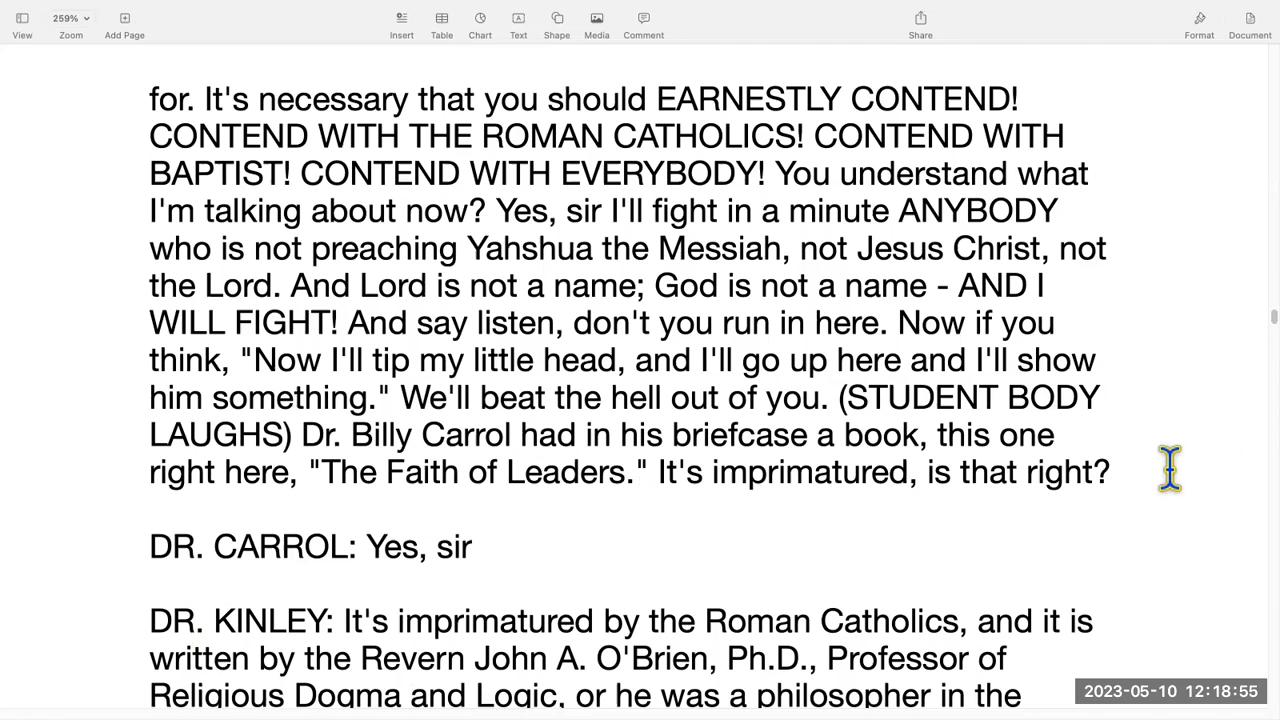 259%
View
Zoom
Add Page
Insert
Table
Chart
Text
Shape
Media
Comment
Share
Format
Document
for. It's necessary that you should EARNESTLY CONTEND!
CONTEND WITH THE ROMAN CATHOLICS! CONTEND WITH
BAPTIST! CONTEND WITH EVERYBODY! You understand what
I'm talking about now? Yes, sir I'll fight in a minute ANYBODY
who is not preaching Yahshua the Messiah, not Jesus Christ, not
the Lord. And Lord is not a name; God is not a name - AND I
WILL FIGHT! And say listen, don't you run in here. Now if you
think, "Now I'll tip my little head, and I'll go up here and I'll show
him something." We'll beat the hell out of you. (STUDENT BODY
LAUGHS) Dr. Billy Carrol had in his briefcase a book, this one
right here, "The Faith of Leaders." It's imprimatured, is that right?
DR. CARROL: Yes, sir
DR. KINLEY: It's imprimatured by the Roman Catholics, and it is
written by the Revern John A. O'Brien, Ph.D., Professor of
Religious Dogma and Logic, or he was a philosopher in the
2023-05-10 12:18:55